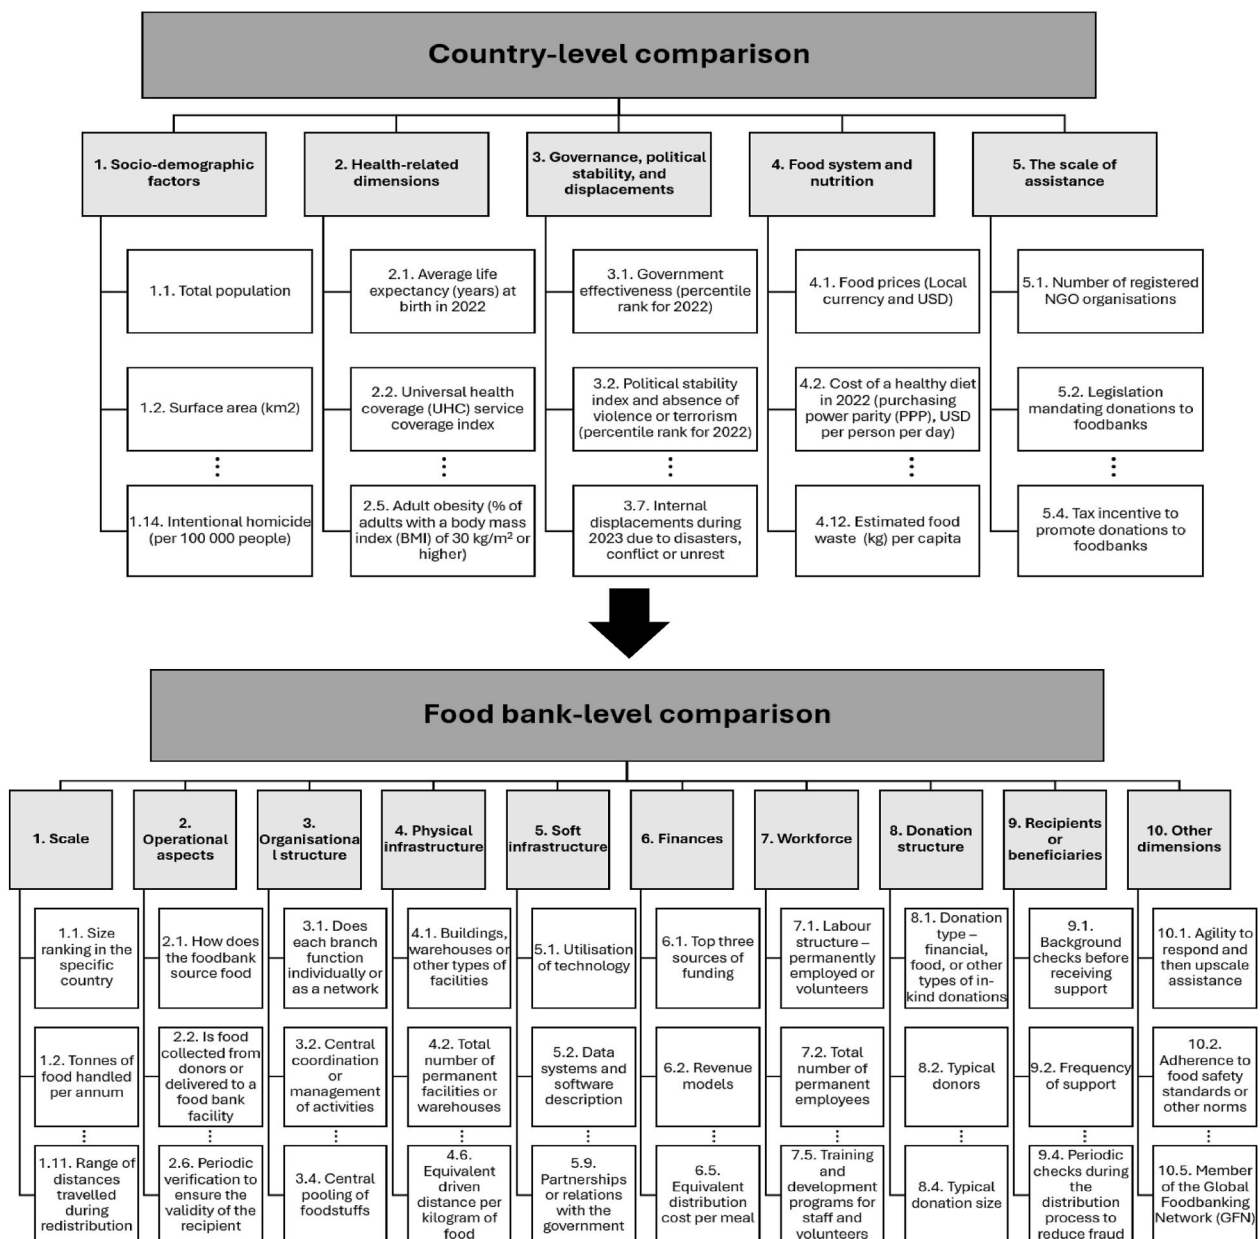 Country-level comparison
1. Socio-demographic
factors
2. Health-related
dimensions
3. Governance, political
stability, and
displacements
4. Food system and
nutrition
5. The scale of
assistance
1.1. Total population
2.1. Average life
expectancy (years) at
birth in 2022
3.1. Government
effectiveness (percentile
rank for 2022)
4.1. Food prices (Local
currency and USD)
5.1. Number of registered
NGO organisations
1.2. Surface area (km2)
2.2. Universal health
coverage (UHC) service
coverage index
3.2. Political stability
index and absence of
violence or terrorism
(percentile rank for 2022)
4.2. Cost of a healthy diet
in 2022 (purchasing
power parity (PPP), USD
per person per day)
5.2. Legislation
mandating donations to
foodbanks
1.14. Intentional homicide
(per 100 000 people)
2.5. Adult obesity (% of
adults with a body mass
index (BMI) of 30 kg/m² or
higher)
3.7. Internal
displacements during
2023 due to disasters,
conflict or unrest
4.12. Estimated food
waste (kg) per capita
5.4. Tax incentive to
promote donations to
foodbanks
Food bank-level comparison
1. Scale
2.
Operational
aspects
3.
Organisationa
l structure
4. Physical
infrastructure
5. Soft
infrastructure
6. Finances
7. Workforce
8. Donation
structure
9. Recipients
or
beneficiaries
10. Other
dimensions
1.1. Size
ranking in the
specific
country
2.1. How does
the foodbank
source food
3.1. Does
each branch
function
individually or
as a network
4.1. Buildings,
warehouses or
other types of
facilities
5.1. Utilisation
of technology
6.1. Top three
sources of
funding
7.1. Labour
structure –
permanently
employed or
volunteers
8.1. Donation
type –
financial,
food, or other
types of in-
kind donations
9.1.
Background
checks before
receiving
support
10.1. Agility to
respond and
then upscale
assistance
1.2. Tonnes of
food handled
per annum
2.2. Is food
collected from
donors or
delivered to a
food bank
facility
3.2. Central
coordination
or
management
of activities
4.2. Total
number of
permanent
facilities or
warehouses
5.2. Data
systems and
software
description
6.2. Revenue
models
7.2. Total
number of
permanent
employees
8.2. Typical
donors
9.2. Frequency
of support
10.2.
Adherence to
food safety
standards or
other norms
1.11. Range of
distances
travelled
during
redistribution
2.6. Periodic
verification to
ensure the
validity of the
recipient
3.4. Central
pooling of
foodstuffs
4.6.
Equivalent
driven
distance per
kilogram of
food
5.9.
Partnerships
or relations
with the
government
6.5.
Equivalent
distribution
cost per meal
7.5. Training
and
development
programs for
staff and
volunteers
8.4. Typical
donation size
9.4. Periodic
checks during
the
distribution
process to
reduce fraud
10.5. Member
of the Global
Foodbanking
Network (GFN)